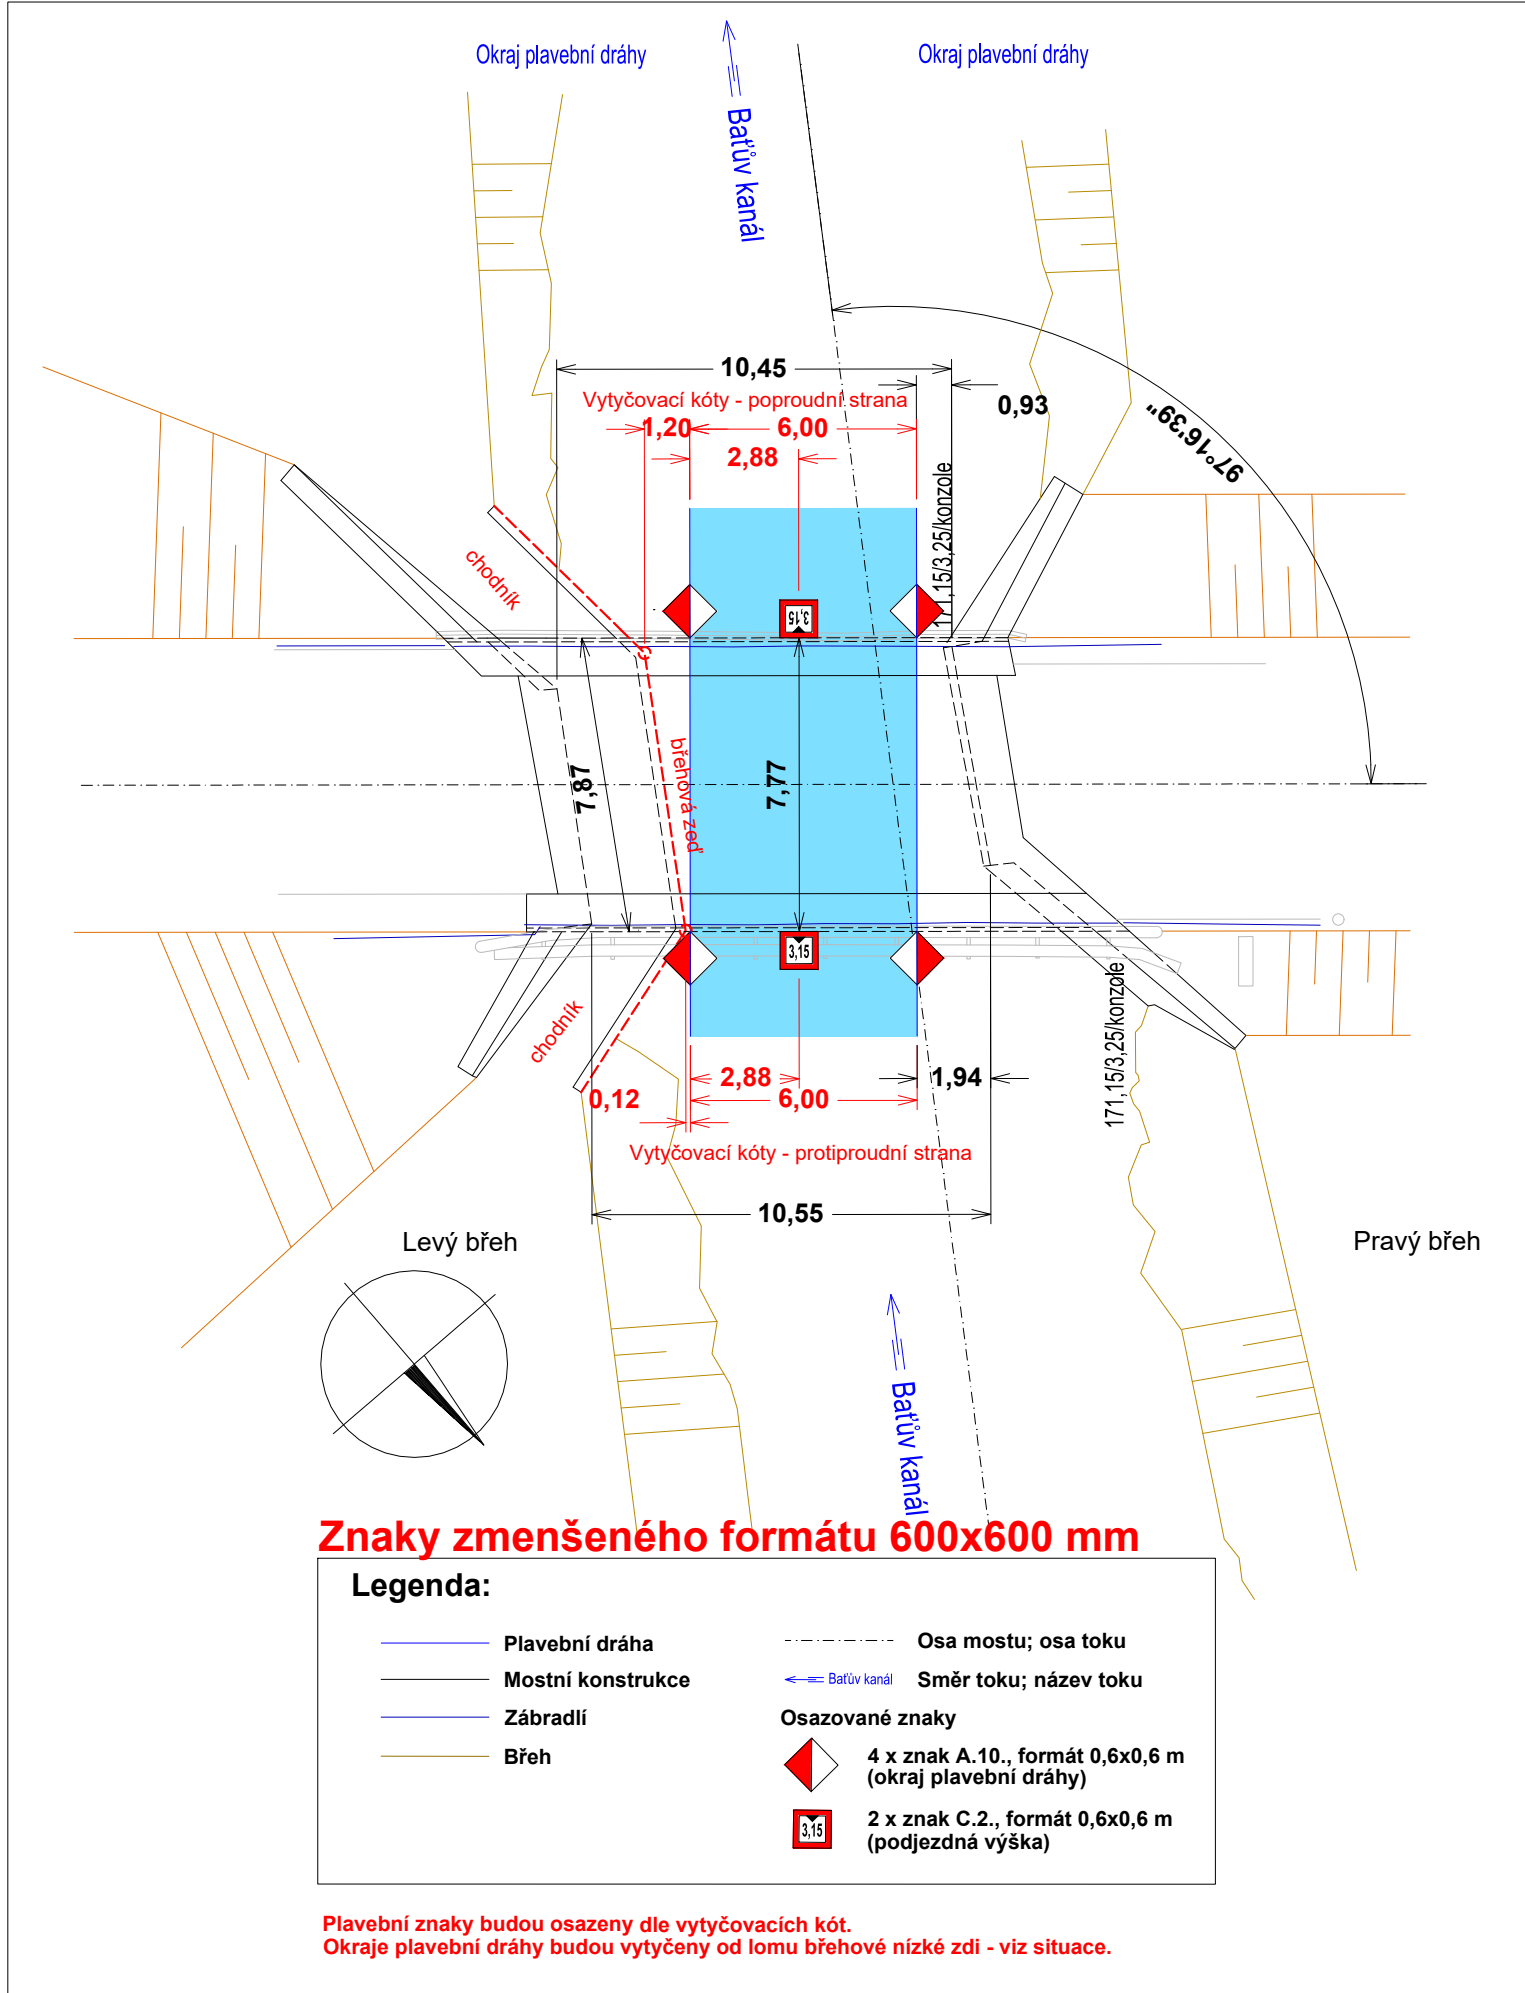 Okraj plavební dráhy
Okraj plavební dráhy
Baťův kanál
10,45
Vytyčovací kóty - poproudní strana
0,93
1,20
6,00
2,88
97°16'39"
171,15/3,25/konzole
chodník
3,15
břehová zeď
7,87
7,77
3,15
chodník
171,15/3,25/konzole
2,88
1,94
0,12
6,00
Vytyčovací kóty - protiproudní strana
10,55
Levý břeh
Pravý břeh
Baťův kanál
Znaky zmenšeného formátu 600x600 mm
Legenda:
Plavební dráha
Mostní konstrukce
Zábradlí
Břeh
Osa mostu; osa toku
Baťův kanál
Směr toku; název toku
Osazované znaky
4 x znak A.10., formát 0,6x0,6 m
(okraj plavební dráhy)
3,15
2 x znak C.2., formát 0,6x0,6 m
(podjezdná výška)
Plavební znaky budou osazeny dle vytyčovacích kót.
Okraje plavební dráhy budou vytyčeny od lomu břehové nízké zdi - viz situace.